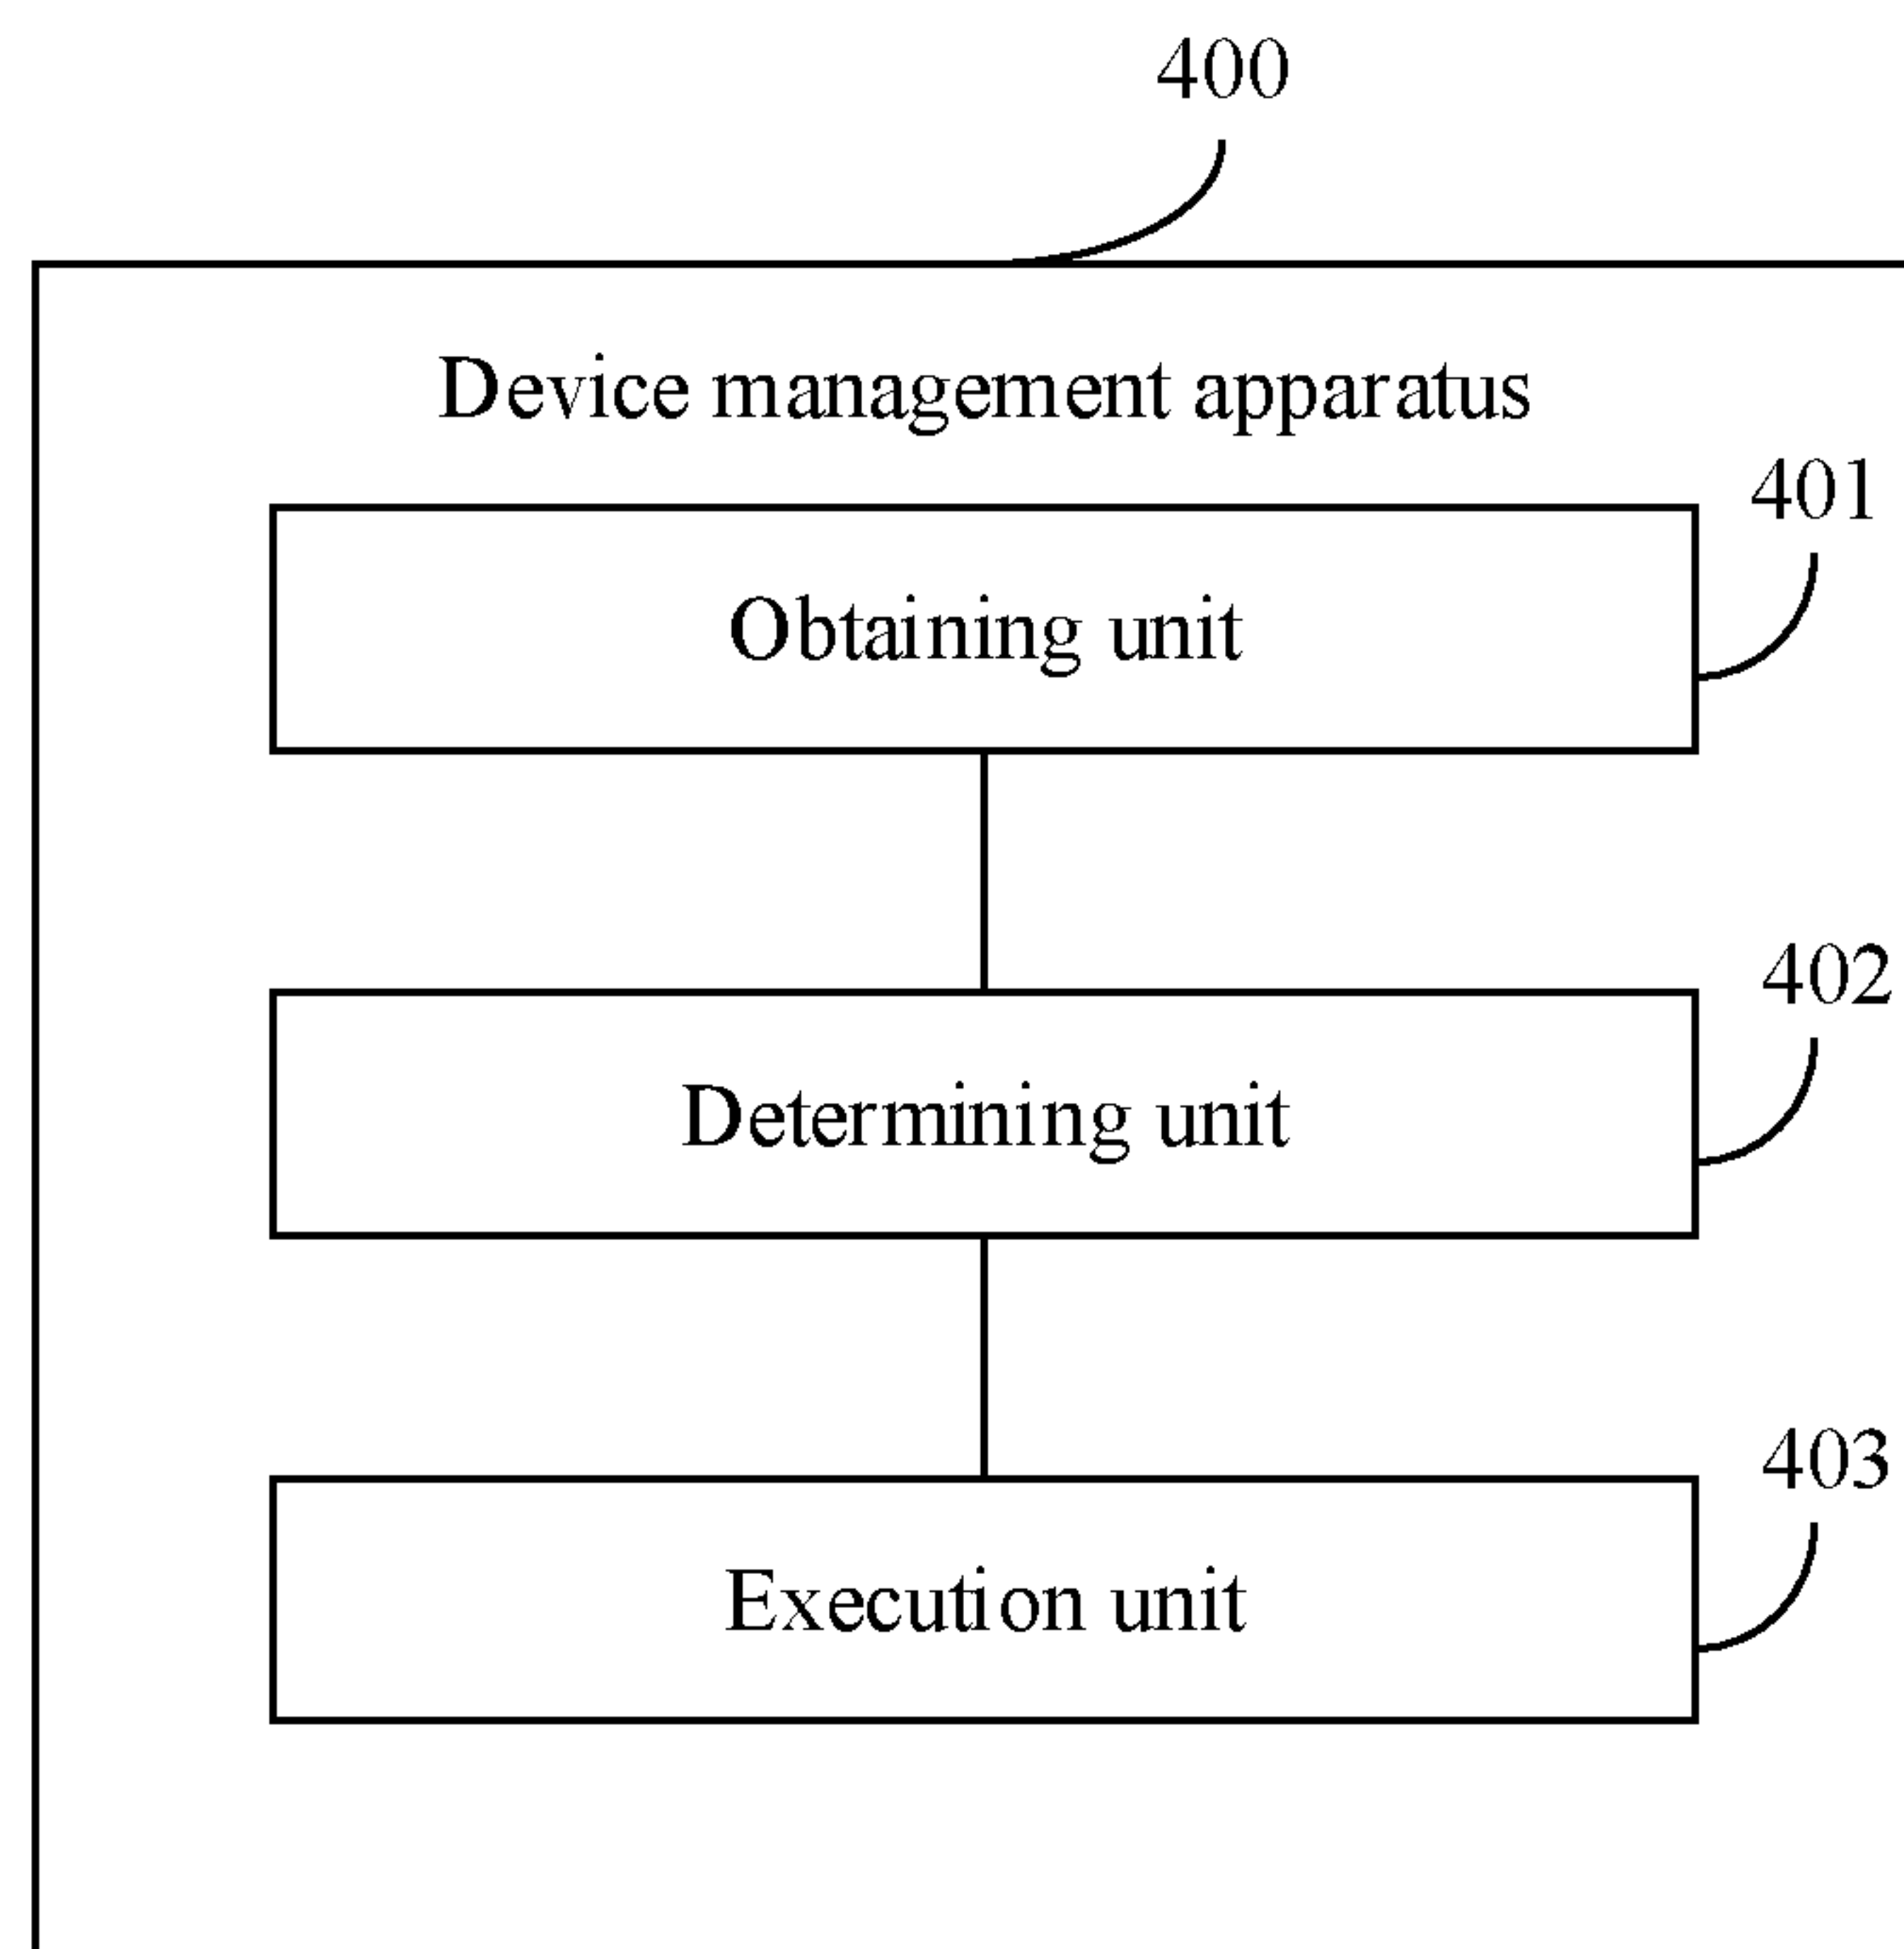 400
Device management apparatus
401
Obtaining unit
402
Determining unit
403
Execution unit